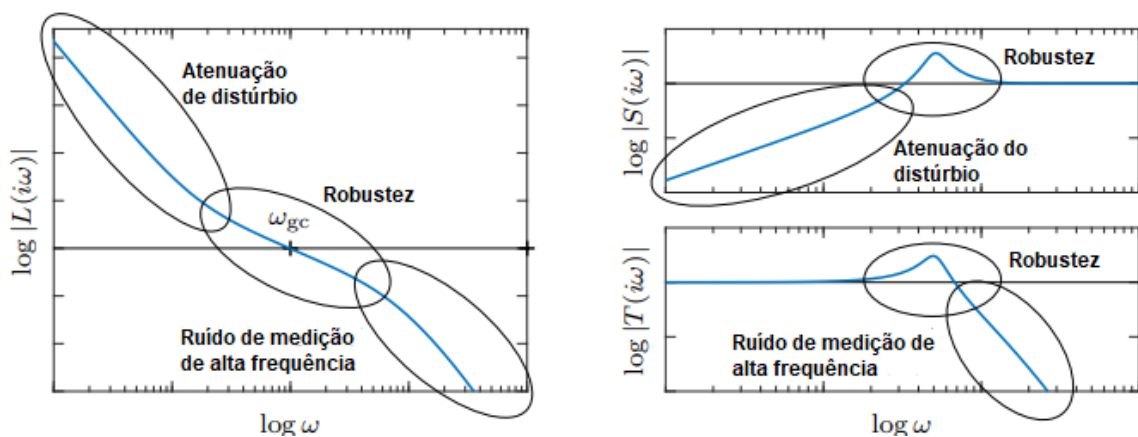 log |L(iω)|
Atenuação
de distúrbio
Robustez
ω_gc
Ruído de medição
de alta frequência
log ω
log |S(iω)|
Robustez
Atenuação do
distúrbio
log |T(iω)|
Robustez
Ruído de medição de
alta frequência
log ω